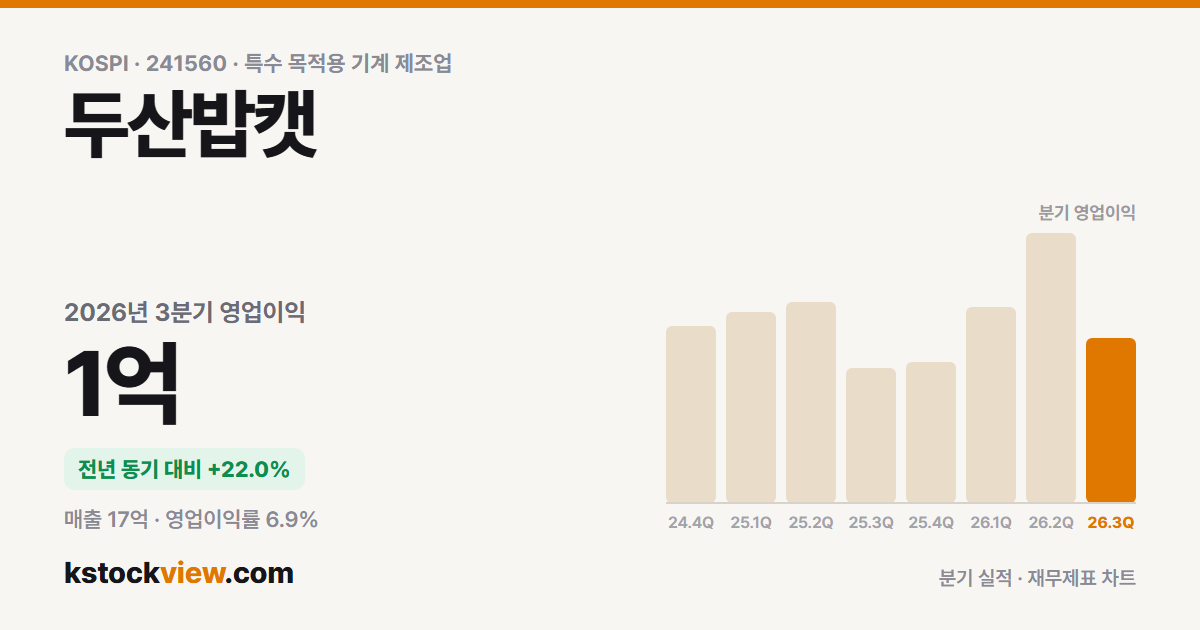 KOSPI · 241560 · 특수 목적용 기계 제조업
두산밥캣
분기 영업이익
2026년 3분기 영업이익
1억
전년 동기 대비 +22.0%
매출 17억 · 영업이익률 6.9%
24.4Q 25.1Q 25.2Q 25.3Q 25.4Q 26.1Q 26.2Q 26.3Q
kstockview.com
분기 실적 · 재무제표 차트